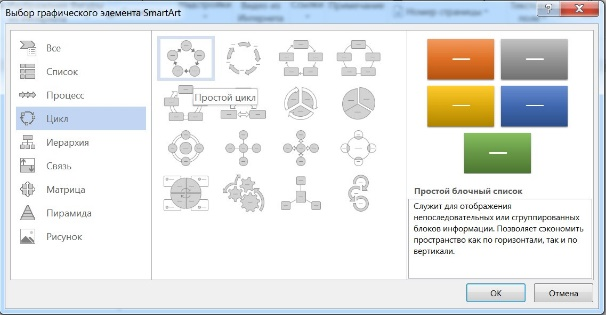 Выбор графического элемента SmartArt
Все
Список
Процесс
Цикл
Иерархия
Связь
Матрица
Пирамида
Рисунок
Простой цикл
Простой блочный список
Служит для отображения
непоследовательных или сгруппированных
блоков информации. Позволяет сэкономить
пространство как по горизонтали, так и по
вертикали.
OK
Отмена